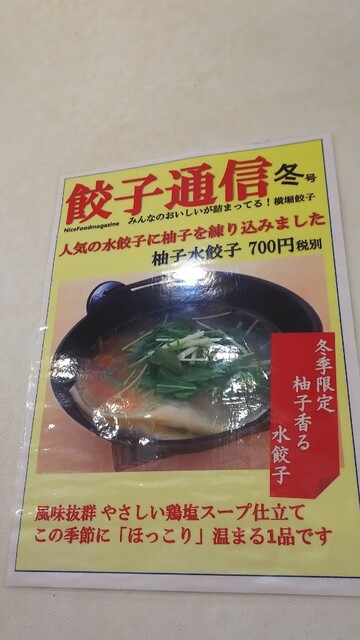 餃子通信 冬号
NiceFoodmagazine みんなのおいしいが詰まってる！横堀餃子
人気の水餃子に柚子を練り込みました
柚子水餃子 700円税別
冬季限定
柚子香る
水餃子
風味抜群 やさしい鶏塩スープ仕立て
この季節に「ほっこり」温まる1品です